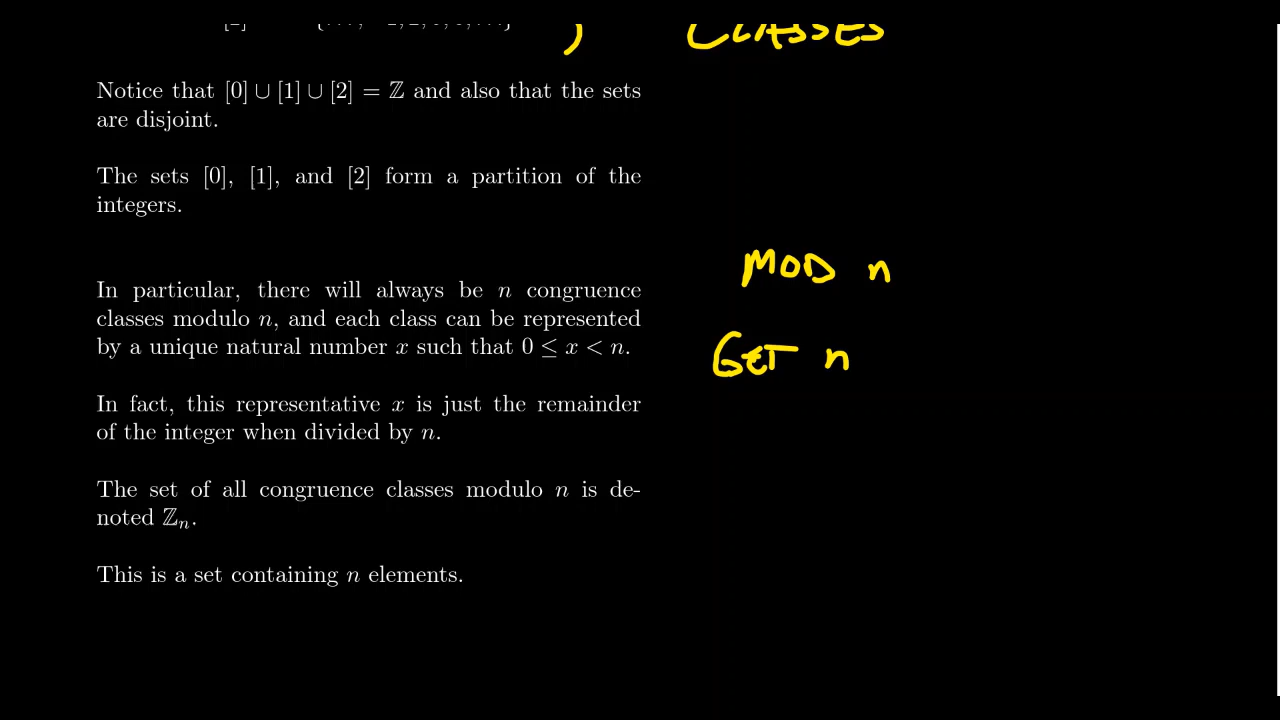 CLASSES
Notice that [0] ∪ [1] ∪ [2] = ℤ and also that the sets
are disjoint.
The sets [0], [1], and [2] form a partition of the
integers.
MOD n
In particular, there will always be n congruence
classes modulo n, and each class can be represented
by a unique natural number x such that 0 ≤ x < n.
GET n
In fact, this representative x is just the remainder
of the integer when divided by n.
The set of all congruence classes modulo n is de-
noted ℤₙ.
This is a set containing n elements.